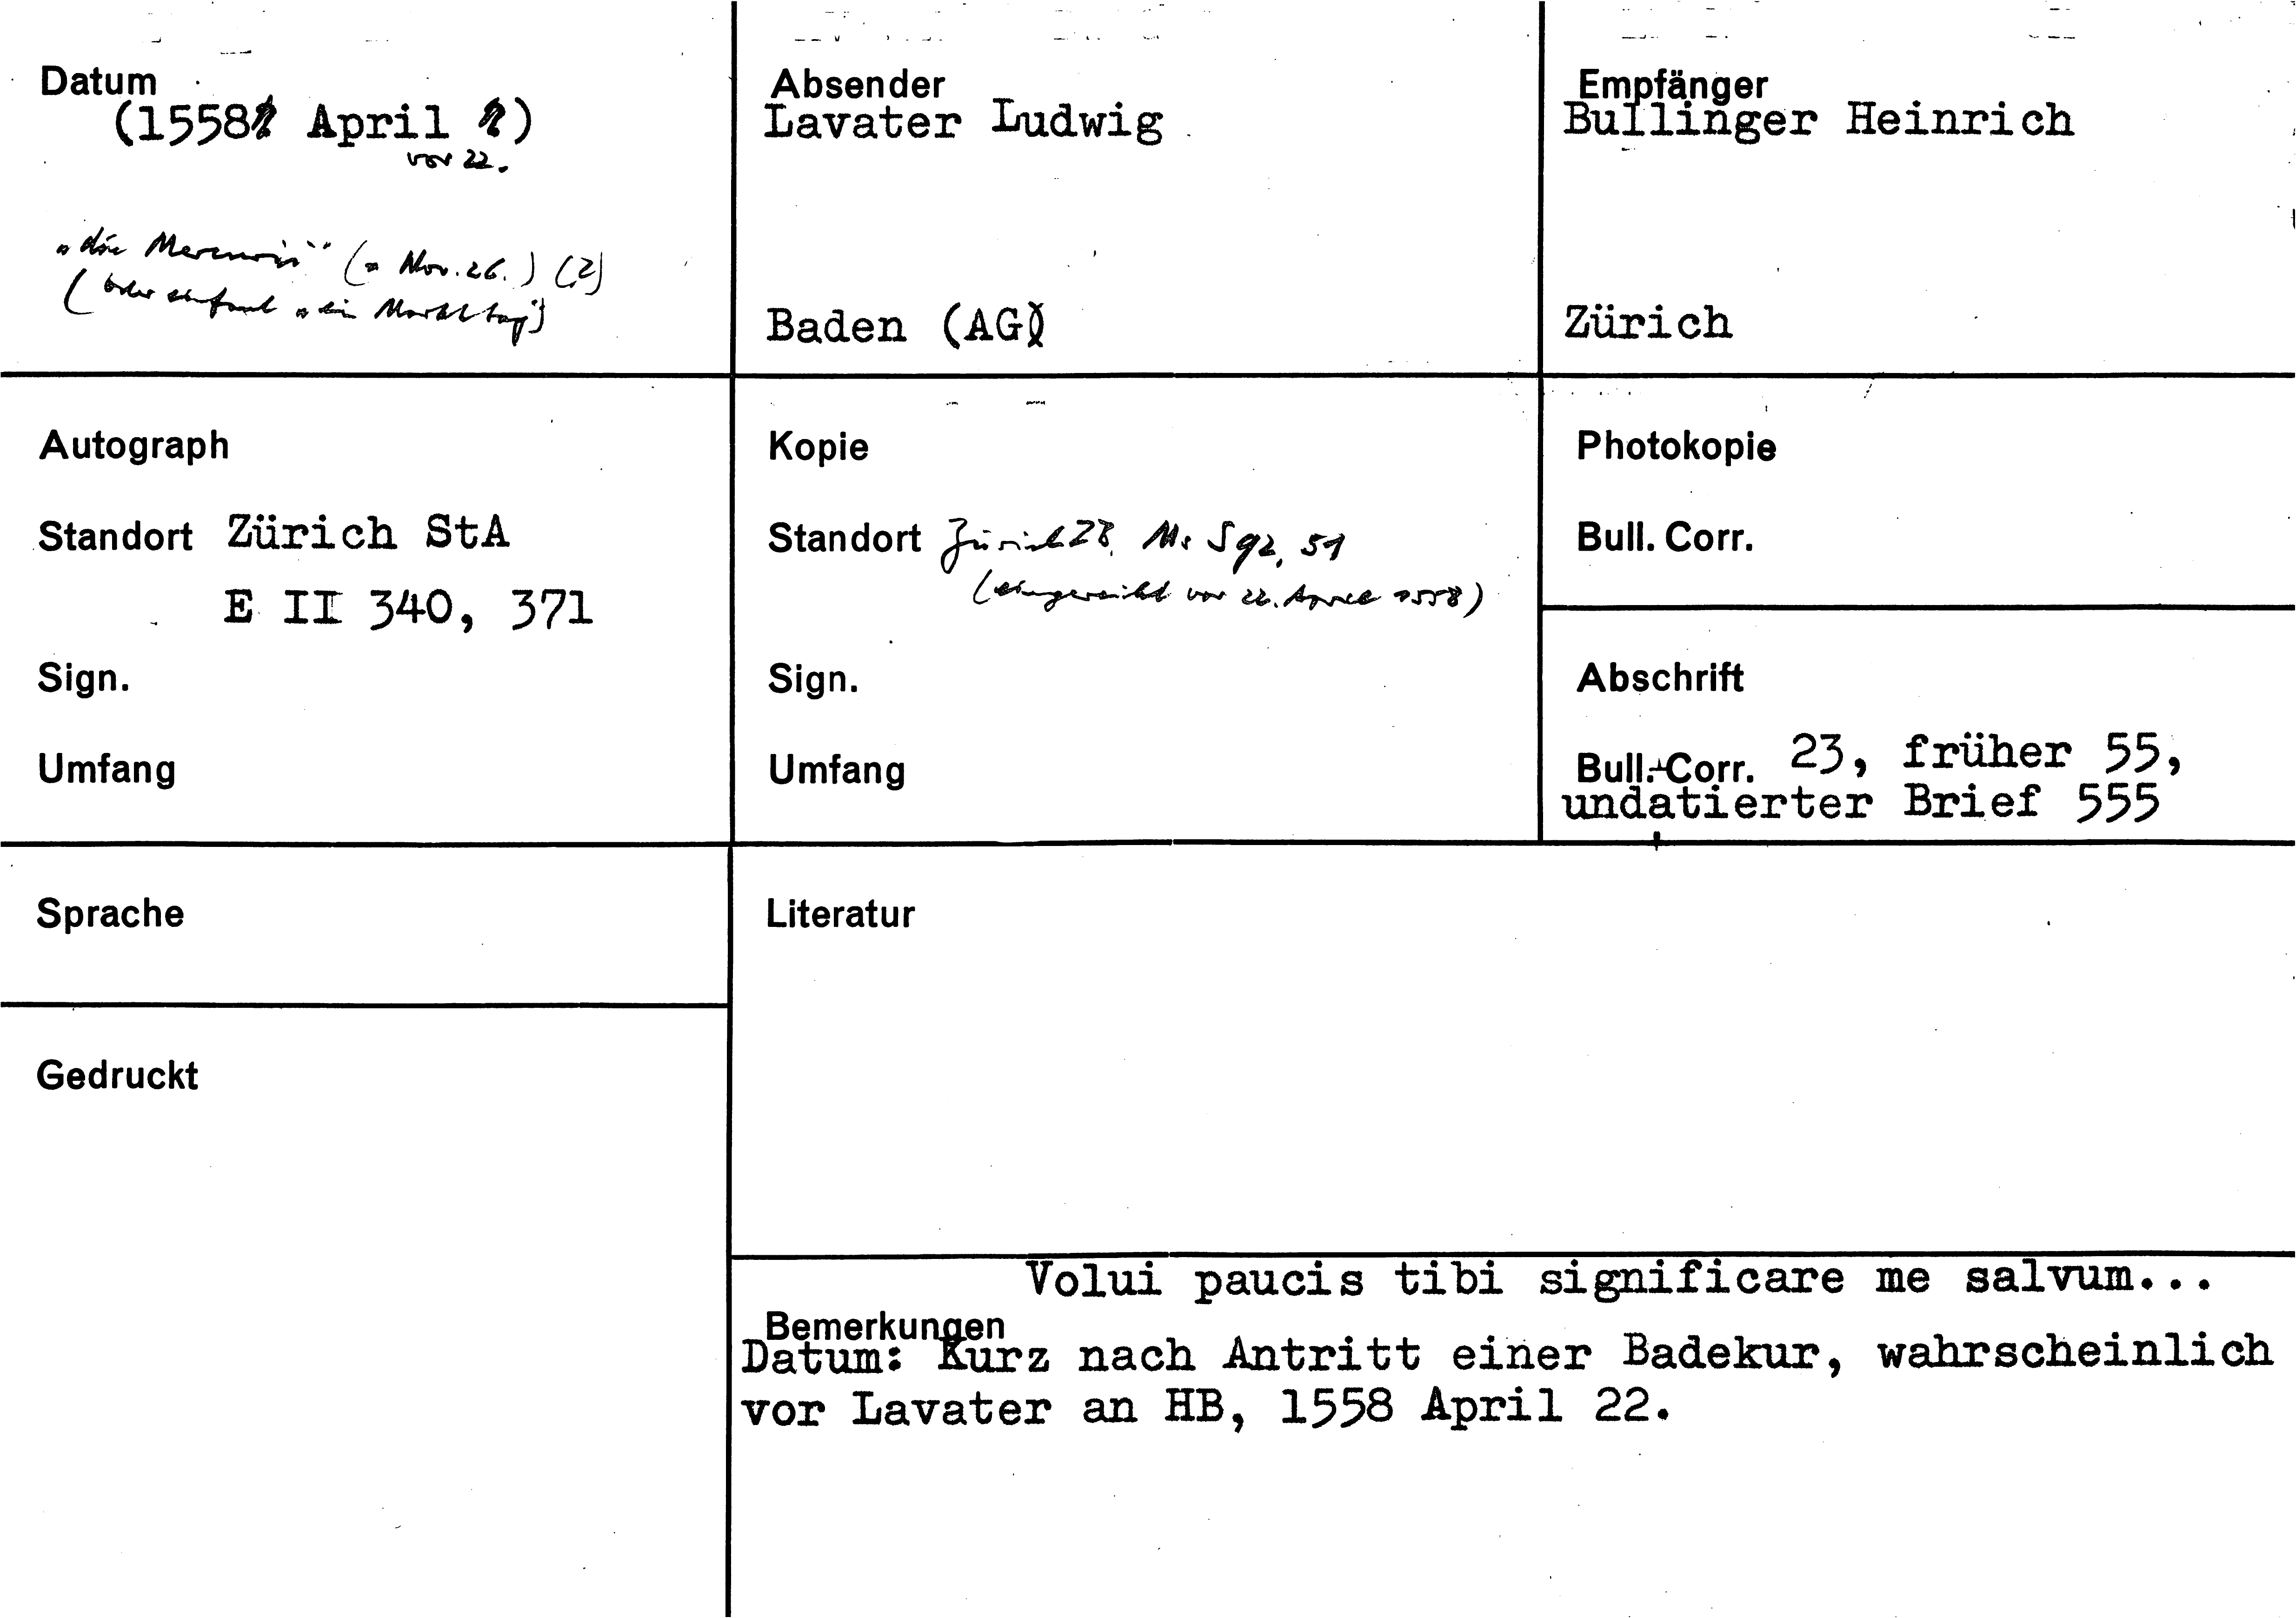 Datum
(1558 April )
vor 22.
"die Mercurii" (= Nov. 26.) (?)
(oder einfach "ein Markttag")
Absender
Lavater Ludwig
Baden (AG)
Empfänger
Bullinger Heinrich
Zürich
Autograph
Standort Zürich StA
E II 340, 371
Sign.
Umfang
Kopie
Standort Zürich ZB, Ms S 92, 51
(eingereiht vor 22. April 1558)
Sign.
Umfang
Photokopie
Bull. Corr.
Abschrift
Bull.-Corr. 23, früher 55,
undatierter Brief 555
Sprache
Literatur
Gedruckt
Volui paucis tibi significare me salvum...
Bemerkungen
Datum: Kurz nach Antritt einer Badekur, wahrscheinlich
vor Lavater an HB, 1558 April 22.